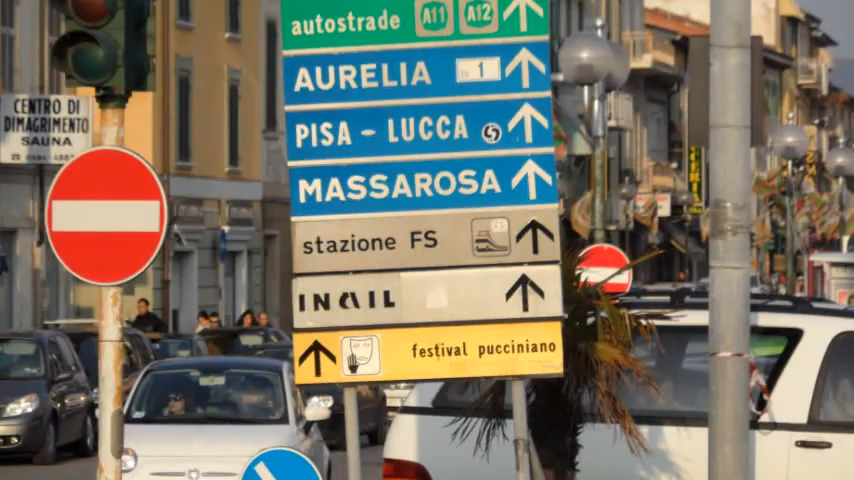 autostrade A11 A12
AURELIA 1
PISA - LUCCA
MASSAROSA
stazione FS
INAIL
festival pucciniano
CENTRO DI
DIMAGRIMENTO
SAUNA